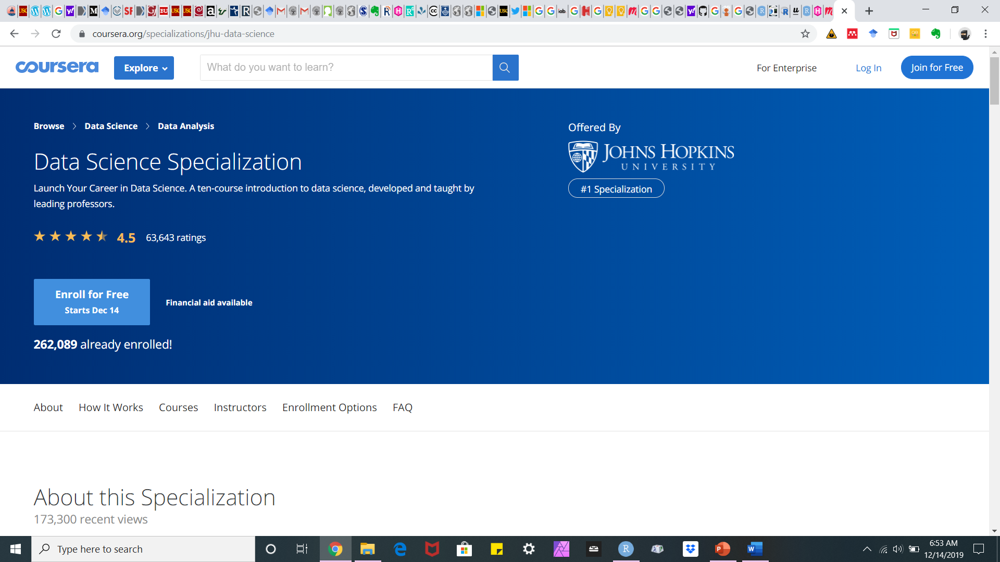 coursera.org/specializations/jhu-data-science
coursera
Explore
What do you want to learn?
For Enterprise
Log In
Join for Free
Browse > Data Science > Data Analysis
Offered By
JOHNS HOPKINS
UNIVERSITY
#1 Specialization
Data Science Specialization
Launch Your Career in Data Science. A ten-course introduction to data science, developed and taught by
leading professors.
4.5 63,643 ratings
Enroll for Free
Starts Dec 14
Financial aid available
262,089 already enrolled!
About How It Works Courses Instructors Enrollment Options FAQ
About this Specialization
173,300 recent views
Type here to search
6:53 AM
12/14/2019